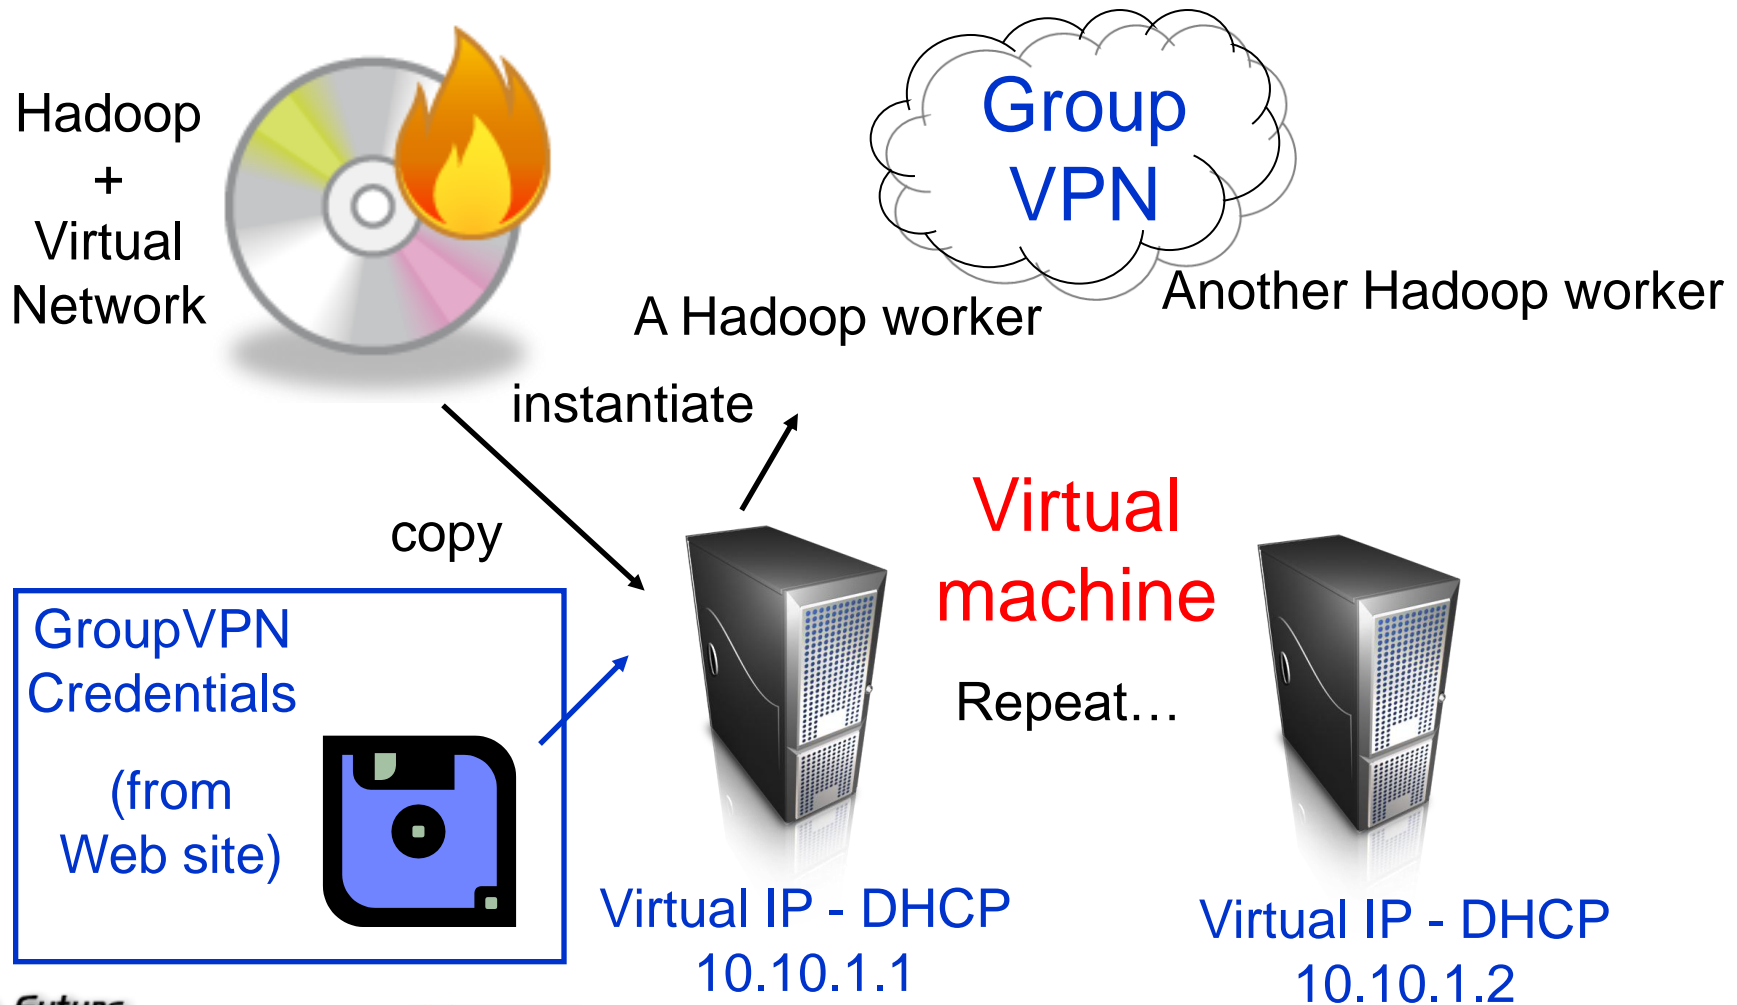 Hadoop
+
Virtual
Network
Group
VPN
A Hadoop worker
Another Hadoop worker
instantiate
copy
Virtual
machine
Repeat…
GroupVPN
Credentials
(from
Web site)
Virtual IP - DHCP
10.10.1.1
Virtual IP - DHCP
10.10.1.2